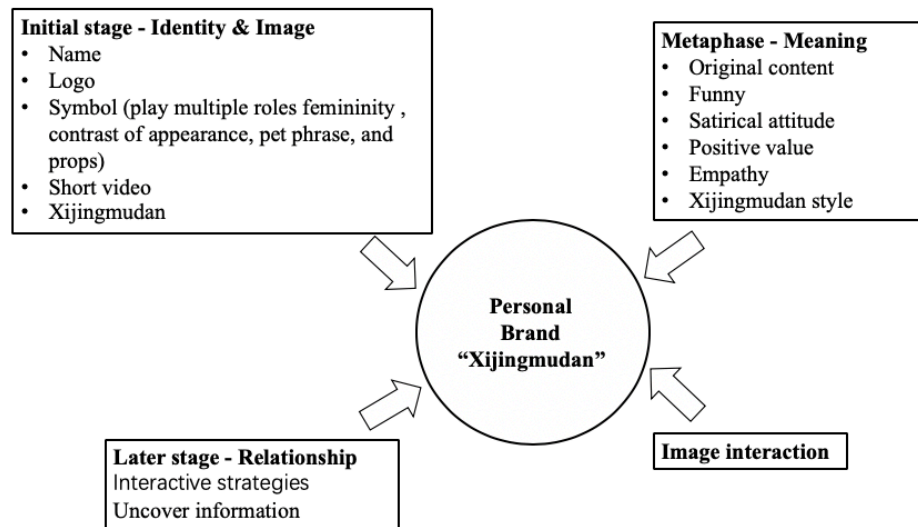 Initial stage - Identity & Image
• Name
• Logo
• Symbol (play multiple roles femininity ,
contrast of appearance, pet phrase, and
props)
• Short video
• Xijingmudan
Metaphase - Meaning
• Original content
• Funny
• Satirical attitude
• Positive value
• Empathy
• Xijingmudan style
Personal
Brand
“Xijingmudan”
Later stage - Relationship
Interactive strategies
Uncover information
Image interaction